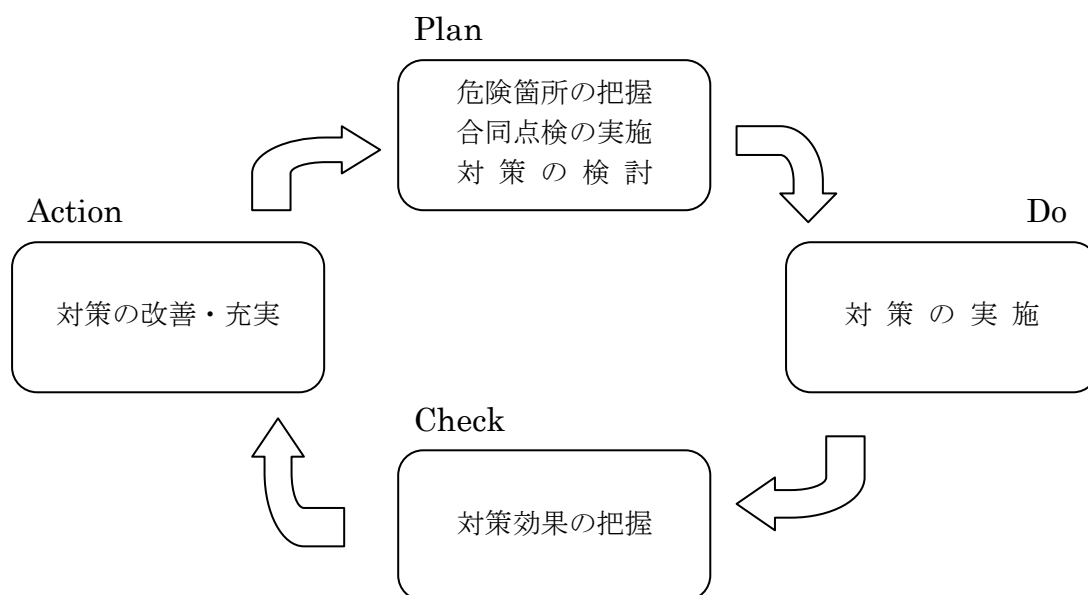 Plan
危険箇所の把握
合同点検の実施
対策の検討
Action
対策の改善・充実
Do
対策の実施
Check
対策効果の把握